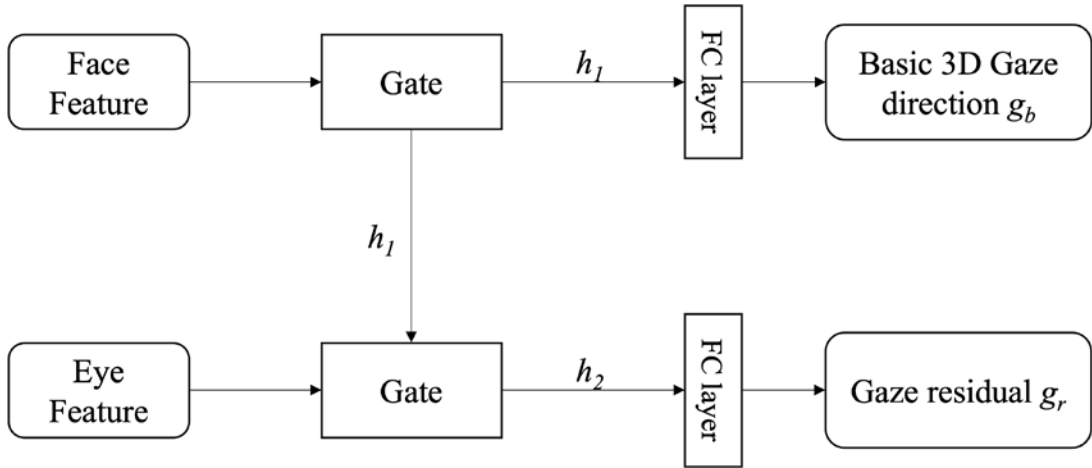 Face
Feature
Gate
h1
FC layer
Basic 3D Gaze
direction gb
h1
Eye
Feature
Gate
h2
FC layer
Gaze residual gr